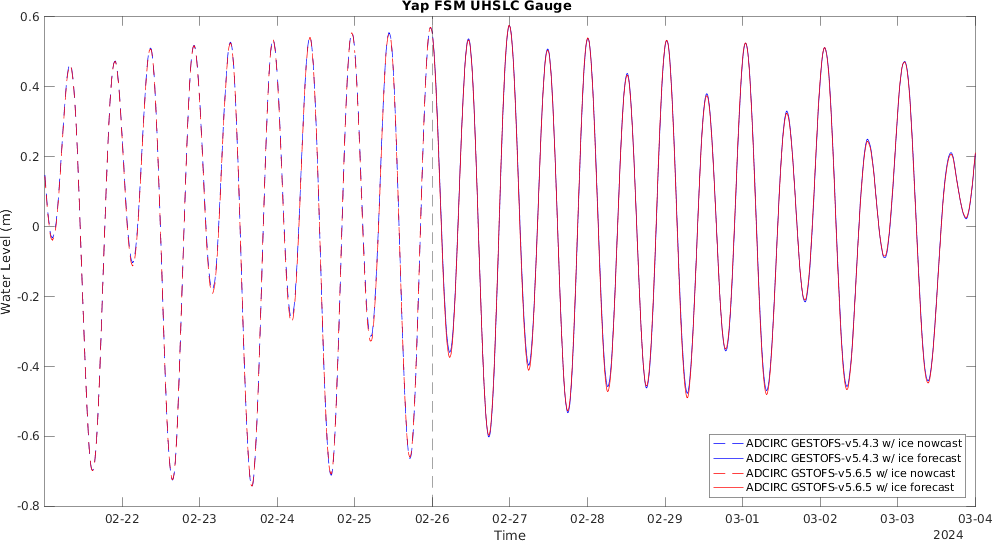 Yap FSM UHSLC Gauge
0.6
0.4
0.2
0
-0.2
-0.4
-0.6
-0.8
Water Level (m)
ADCIRC GESTOFS-v5.4.3 w/ ice nowcast
ADCIRC GESTOFS-v5.4.3 w/ ice forecast
ADCIRC GSTOFS-v5.6.5 w/ ice nowcast
ADCIRC GSTOFS-v5.6.5 w/ ice forecast
02-22 02-23 02-24 02-25 02-26 02-27 02-28 02-29 03-01 03-02 03-03 03-04
Time
2024